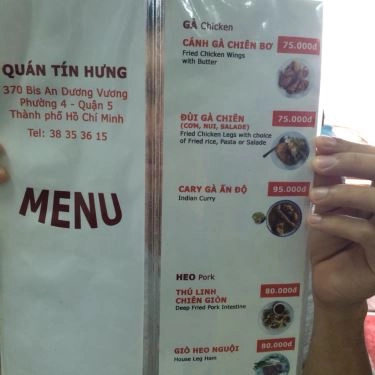 QUÁN TÍN HƯNG
370 Bis An Dương Vương
Phường 4 - Quận 5
Thành phố Hồ Chí Minh
Tel: 38 35 36 15
MENU
GÀ Chicken
CÁNH GÀ CHIÊN BƠ 75.000đ
Fried Chicken Wings
with Butter
ĐÙI GÀ CHIÊN 75.000đ
(CƠM, NUI, SALADE)
Fried Chicken Legs with choice
of Fried rice, Pasta or Salade
CARY GÀ ẤN ĐỘ 95.000đ
Indian Curry
HEO Pork
THÚ LINH 80.000đ
CHIÊN GIÒN
Deep Fried Pork Intestine
GIÒ HEO NGUỘI 80.000đ
House Leg Ham